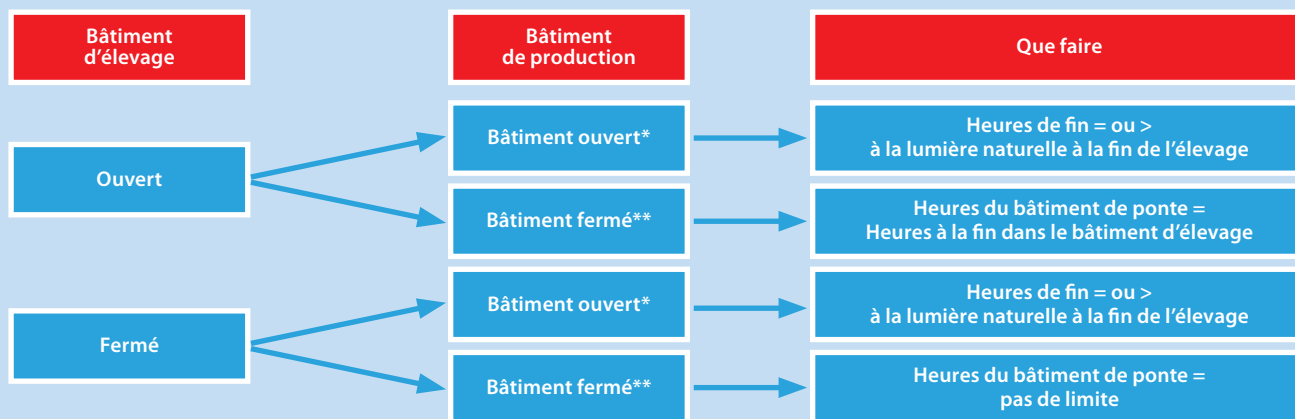 Bâtiment
d’élevage
Bâtiment
de production
Que faire
Ouvert
Bâtiment ouvert*
Heures de fin = ou >
à la lumière naturelle à la fin de l’élevage
Bâtiment fermé**
Heures du bâtiment de ponte =
Heures à la fin dans le bâtiment d’élevage
Fermé
Bâtiment ouvert*
Heures de fin = ou >
à la lumière naturelle à la fin de l’élevage
Bâtiment fermé**
Heures du bâtiment de ponte =
pas de limite